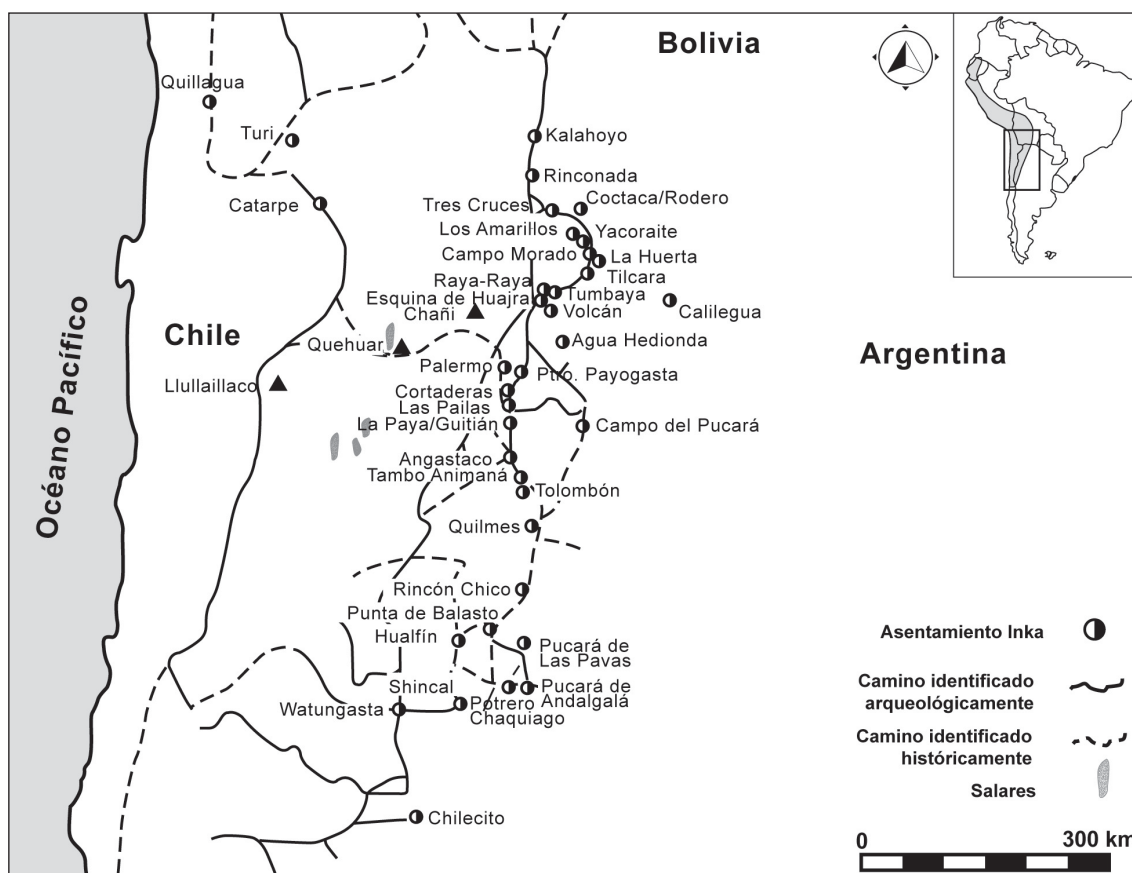 Bolivia
Quillagua
Turi
Kalahoyo
Rinconada
Catarpe
Tres Cruces
Coctaca/Rodero
Los Amarillos
Yacoraite
Campo Morado
La Huerta
Tilcara
Raya-Raya
Esquina de Huajra
Tumbaya
Chañi
Volcán
Calilegua
Chile
Quehuar
Agua Hedionda
Argentina
Palermo
Ptro. Payogasta
Llullaillaco
Cortaderas
Las Pailas
La Paya/Guitián
Campo del Pucará
Océano Pacífico
Angastaco
Tambo Animaná
Tolombón
Quilmes
Rincón Chico
Punta de Balasto
Hualfín
Pucará de
Las Pavas
Shincal
Pucará de
Andalgalá
Watungasta
Potrero
Chaquiago
Chilecito
Asentamiento Inka
Camino identificado
arqueológicamente
Camino identificado
históricamente
Salares
0 300 km